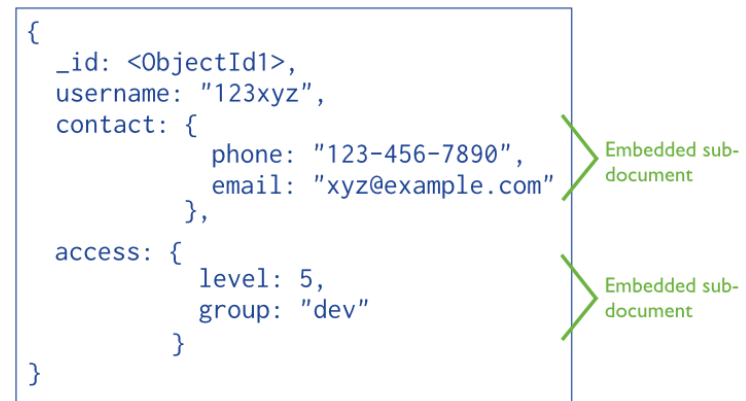 {
_id: <ObjectId1>,
username: "123xyz",
contact: {
phone: "123-456-7890",
email: "xyz@example.com"
},
Embedded sub-
document
access: {
level: 5,
group: "dev"
}
Embedded sub-
document
}